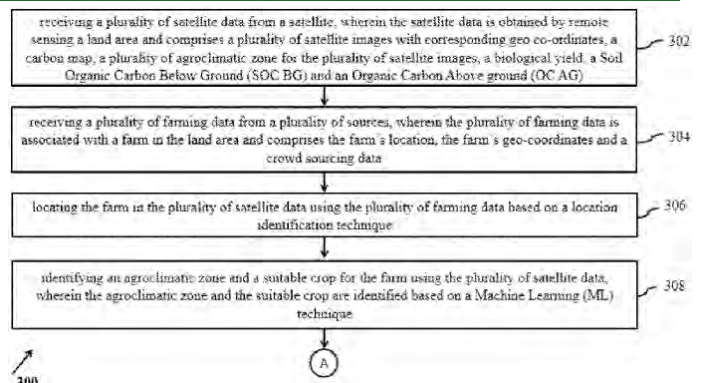 receiving a plurality of satellite data from a satellite, wherein the satellite data is obtained by remote
sensing a land area and comprises a plurality of satellite images with corresponding geo co-ordinates, a
carbon map, a plurality of agroclimatic zone for the plurality of satellite images, a biological yield, a Soil
Organic Carbon Below Ground (SOC BG) and an Organic Carbon Above ground (OC AG)
302
receiving a plurality of farming data from a plurality of sources, wherein the plurality of farming data is
associated with a farm in the land area and comprises the farm's location, the farm's geo-coordinates and a
crowd sourcing data
304
locating the farm in the plurality of satellite data using the plurality of farming data based on a location
identification technique
306
identifying an agroclimatic zone and a suitable crop for the farm using the plurality of satellite data,
wherein the agroclimatic zone and the suitable crop are identified based on a Machine Learning (ML)
technique
308
A
300